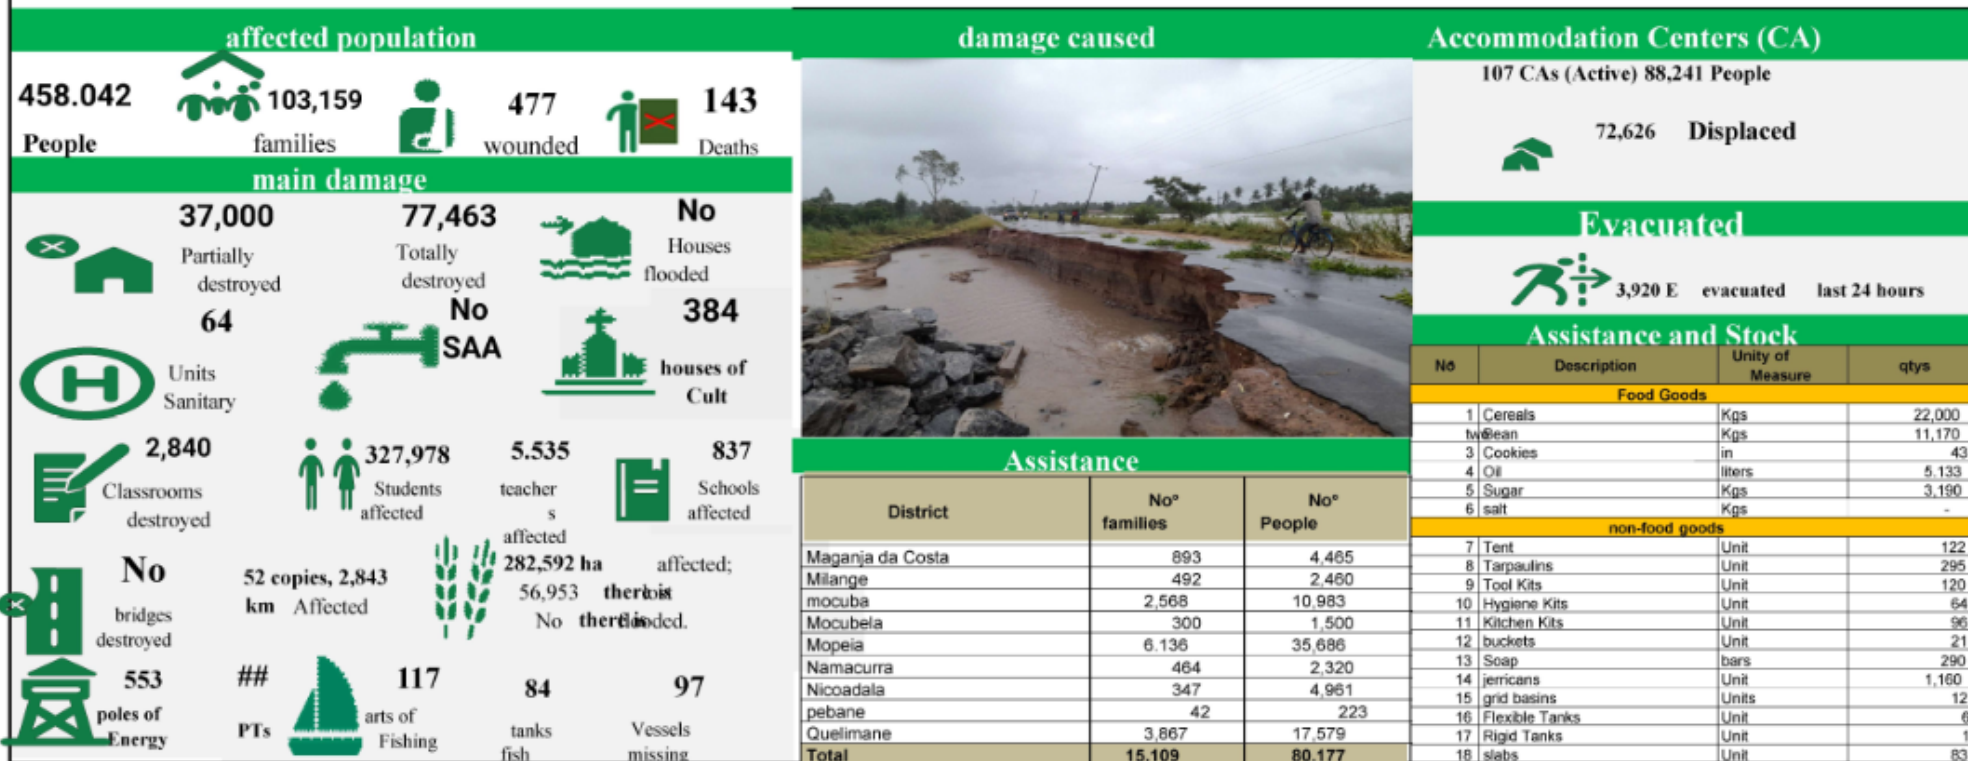 affected population
458.042
People
103,159
families
477
wounded
143
Deaths
main damage
37,000
Partially
destroyed
77,463
Totally
destroyed
No
Houses
flooded
64
Units
Sanitary
No
SAA
384
houses of
Cult
2,840
Classrooms
destroyed
327,978
Students
affected
5.535
teacher
s
affected
837
Schools
affected
No
bridges
destroyed
52 copies, 2,843
km Affected
282,592 ha affected;
56,953 there is
No there is flooded.
553
poles of
Energy
##
PTs
117
arts of
Fishing
84
tanks
fish
97
Vessels
missing
damage caused
Assistance
District No° families No° People
Maganja da Costa 893 4,465
Milange 492 2,460
mocuba 2,568 10,983
Mocubela 300 1,500
Mopeia 6.136 35,686
Namacurra 464 2,320
Nicoadala 347 4,961
pebane 42 223
Quelimane 3,867 17,579
Total 15.109 80.177
Accommodation Centers (CA)
107 CAs (Active) 88,241 People
72,626 Displaced
Evacuated
3,920 E evacuated last 24 hours
Assistance and Stock
Nő Description Unity of Measure qtys
Food Goods
1 Cereals Kgs 22,000
two Bean Kgs 11,170
3 Cookies in 43
4 Oil liters 5.133
5 Sugar Kgs 3,190
6 salt Kgs -
non-food goods
7 Tent Unit 122
8 Tarpaulins Unit 295
9 Tool Kits Unit 120
10 Hygiene Kits Unit 64
11 Kitchen Kits Unit 96
12 buckets Unit 21
13 Soap bars 290
14 jerricans Unit 1,160
15 grid basins Units 12
16 Flexible Tanks Unit 6
17 Rigid Tanks Unit 1
18 slabs Unit 83